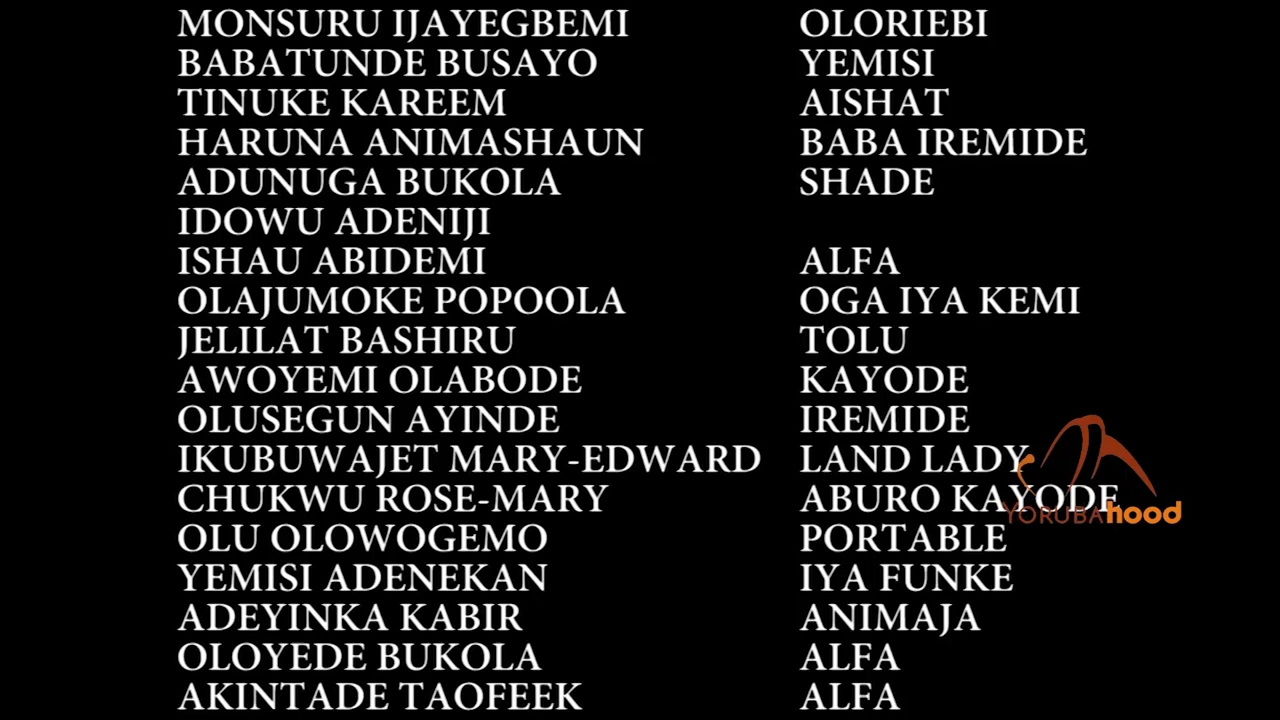 MONSURU IJAYEGBEMI OLORIEBI
BABATUNDE BUSAYO YEMISI
TINUKE KAREEM AISHAT
HARUNA ANIMASHAUN BABA IREMIDE
ADUNUGA BUKOLA SHADE
IDOWU ADENIJI
ISHAU ABIDEMI ALFA
OLAJUMOKE POPOOLA OGA IYA KEMI
JELILAT BASHIRU TOLU
AWOYEMI OLABODE KAYODE
OLUSEGUN AYINDE IREMIDE
IKUBUWAJET MARY-EDWARD LAND LADY
CHUKWU ROSE-MARY ABURO KAYODE
YORUBAhood
OLU OLOWOGEMO PORTABLE
YEMISI ADENEKAN IYA FUNKE
ADEYINKA KABIR ANIMAJA
OLOYEDE BUKOLA ALFA
AKINTADE TAOFEEK ALFA